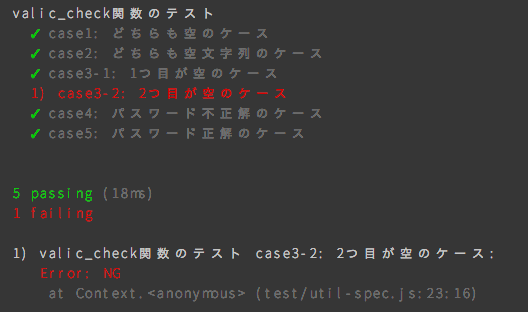 valic_check関数のテスト
✓ case1: どちらも空のケース
✓ case2: どちらも空文字列のケース
✓ case3-1: 1つ目が空のケース
1) case3-2: 2つ目が空のケース
✓ case4: パスワード不正解のケース
✓ case5: パスワード正解のケース
5 passing (18ms)
1 failing
1) valic_check関数のテスト case3-2: 2つ目が空のケース:
Error: NG
at Context.<anonymous> (test/util-spec.js:23:16)